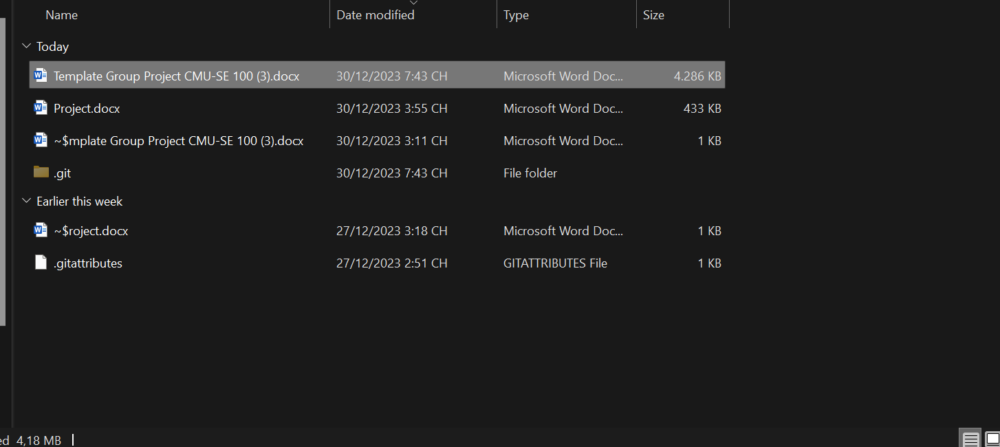 Name Date modified Type Size
Today
Template Group Project CMU-SE 100 (3).docx 30/12/2023 7:43 CH Microsoft Word Doc... 4.286 KB
Project.docx 30/12/2023 3:55 CH Microsoft Word Doc... 433 KB
~$mplate Group Project CMU-SE 100 (3).docx 30/12/2023 3:11 CH Microsoft Word Doc... 1 KB
.git 30/12/2023 7:43 CH File folder
Earlier this week
~$roject.docx 27/12/2023 3:18 CH Microsoft Word Doc... 1 KB
.gitattributes 27/12/2023 2:51 CH GITATTRIBUTES File 1 KB
ed 4,18 MB